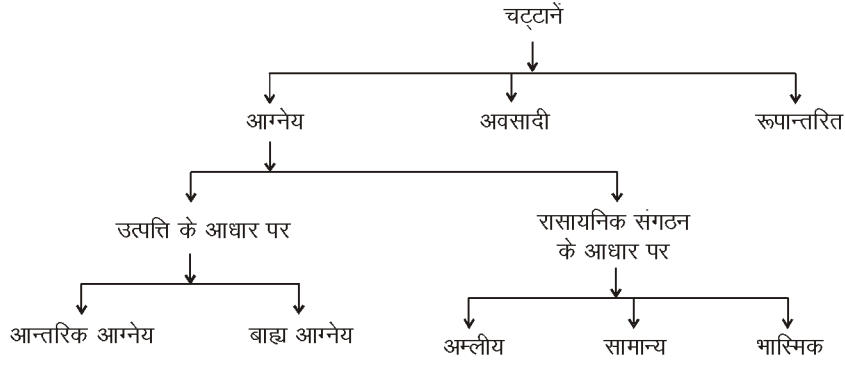 चट्टानें
आग्नेय
अवसादी
रूपान्तरित
उत्पत्ति के आधार पर
रासायनिक संगठन
के आधार पर
आन्तरिक आग्नेय
बाह्य आग्नेय
अम्लीय
सामान्य
भास्मिक